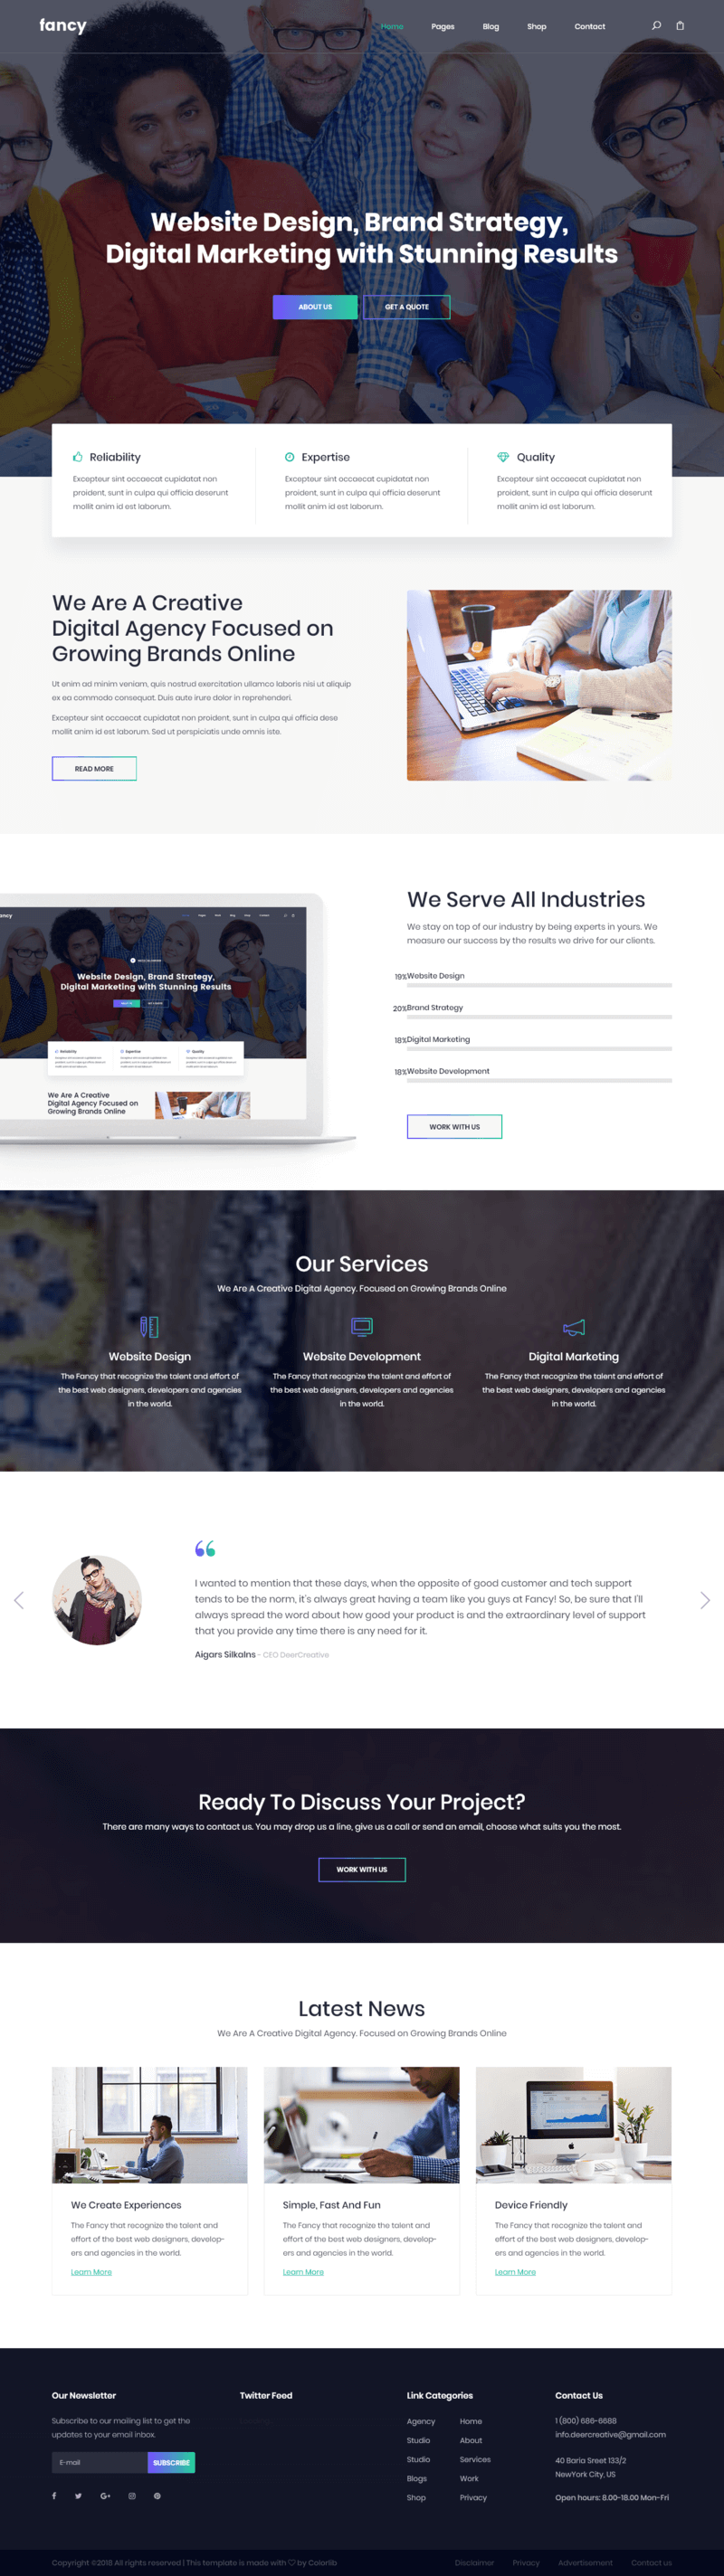 fancy
Home Pages Blog Shop Contact
Website Design, Brand Strategy,
Digital Marketing with Stunning Results
ABOUT US GET A QUOTE
Reliability
Excepteur sint occaecat cupidatat non
proident, sunt in culpa qui officia deserunt
mollit anim id est laborum.
Expertise
Excepteur sint occaecat cupidatat non
proident, sunt in culpa qui officia deserunt
mollit anim id est laborum.
Quality
Excepteur sint occaecat cupidatat non
proident, sunt in culpa qui officia deserunt
mollit anim id est laborum.
We Are A Creative
Digital Agency Focused on
Growing Brands Online
Ut enim ad minim veniam, quis nostrud exercitation ullamco laboris nisi ut aliquip
ex ea commodo consequat. Duis aute irure dolor in reprehenderi.
Excepteur sint occaecat cupidatat non proident, sunt in culpa qui officia dese
mollit anim id est laborum. Sed ut perspiciatis unde omnis iste.
READ MORE
Website Design, Brand Strategy,
Digital Marketing with Stunning Results
We Are A Creative
Digital Agency Focused on
Growing Brands Online
We Serve All Industries
We stay on top of our industry by being experts in yours. We
measure our success by the results we drive for our clients.
19% Website Design
20% Brand Strategy
18% Digital Marketing
18% Website Development
WORK WITH US
Our Services
We Are A Creative Digital Agency. Focused on Growing Brands Online
Website Design
The Fancy that recognize the talent and effort of
the best web designers, developers and agencies
in the world.
Website Development
The Fancy that recognize the talent and effort of
the best web designers, developers and agencies
in the world.
Digital Marketing
The Fancy that recognize the talent and effort of
the best web designers, developers and agencies
in the world.
I wanted to mention that these days, when the opposite of good customer and tech support
tends to be the norm, it's always great having a team like you guys at Fancy! So, be sure that I'll
always spread the word about how good your product is and the extraordinary level of support
that you provide any time there is any need for it.
Aigars Silkalns - CEO DeerCreative
Ready To Discuss Your Project?
There are many ways to contact us. You may drop us a line, give us a call or send an email, choose what suits you the most.
WORK WITH US
Latest News
We Are A Creative Digital Agency. Focused on Growing Brands Online
We Create Experiences
The Fancy that recognize the talent and
effort of the best web designers, develop-
ers and agencies in the world.
Learn More
Simple, Fast And Fun
The Fancy that recognize the talent and
effort of the best web designers, develop-
ers and agencies in the world.
Learn More
Device Friendly
The Fancy that recognize the talent and
effort of the best web designers, develop-
ers and agencies in the world.
Learn More
Our Newsletter
Subscribe to our mailing list to get the
updates to your email inbox.
E-mail SUBSCRIBE
Twitter Feed
Link Categories
Agency Home
Studio About
Studio Services
Blogs Work
Shop Privacy
Contact Us
1 (800) 686-6688
info.deercreative@gmail.com
40 Baria Sreet 133/2
NewYork City, US
Open hours: 8.00-18.00 Mon-Fri
Copyright ©2018 All rights reserved | This template is made with ♡ by Colorlib
Disclaimer Privacy Advertisement Contact us